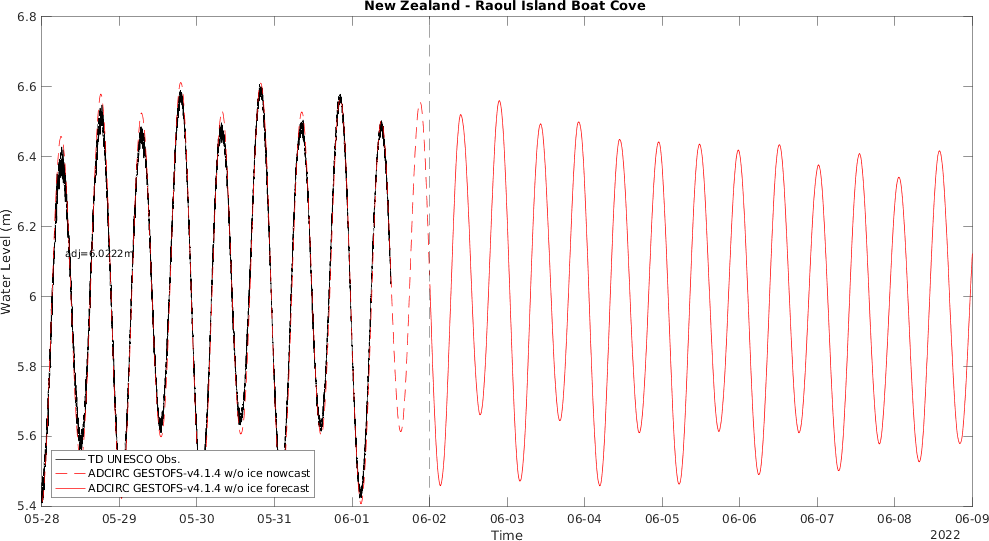 New Zealand - Raoul Island Boat Cove
6.8
6.6
6.4
6.2
6
5.8
5.6
5.4
Water Level (m)
adj=6.0222m
TD UNESCO Obs.
ADCIRC GESTOFS-v4.1.4 w/o ice nowcast
ADCIRC GESTOFS-v4.1.4 w/o ice forecast
05-28 05-29 05-30 05-31 06-01 06-02 06-03 06-04 06-05 06-06 06-07 06-08 06-09
Time
2022